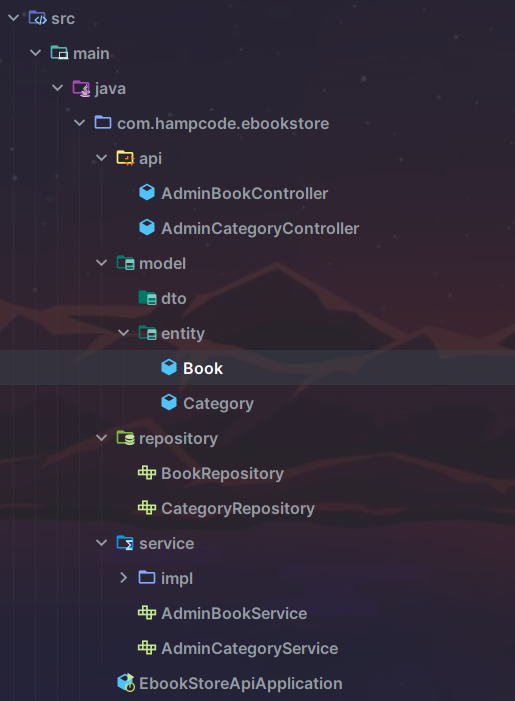 src
main
java
com.hampcode.ebookstore
api
AdminBookController
AdminCategoryController
model
dto
entity
Book
Category
repository
BookRepository
CategoryRepository
service
impl
AdminBookService
AdminCategoryService
EbookStoreApiApplication